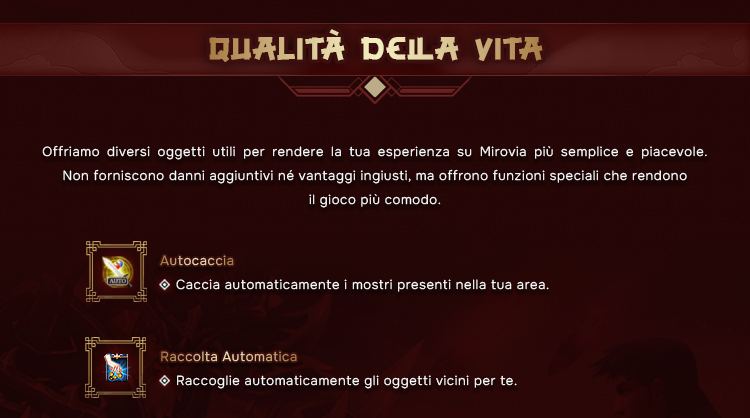 QUALITÀ DELLA VITA
Offriamo diversi oggetti utili per rendere la tua esperienza su Mirovia più semplice e piacevole.
Non forniscono danni aggiuntivi né vantaggi ingiusti, ma offrono funzioni speciali che rendono
il gioco più comodo.
Autocaccia
AUTO
Caccia automaticamente i mostri presenti nella tua area.
Raccolta Automatica
Raccoglie automaticamente gli oggetti vicini per te.